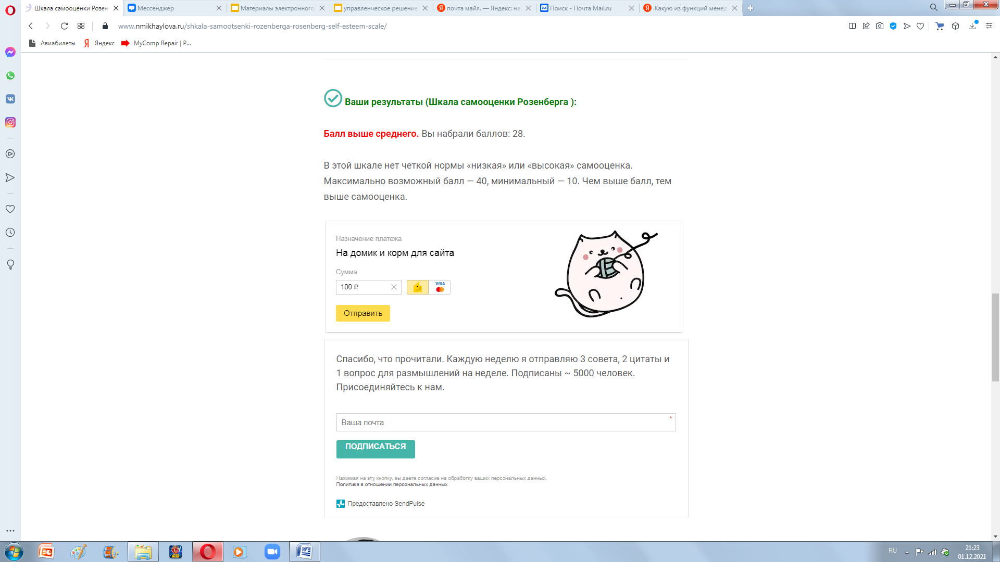 Шкала самооценки Розен
Мессенджер
Материалы электронного
управленческое решение
почта майл. — Яндекс: на
Поиск - Почта Mail.ru
.Какую из функций менед
www.nmikhaylova.ru/shkala-samootsenki-rozenberga-rosenberg-self-esteem-scale/
Авиабилеты
Яндекс
MyComp Repair | P...
Ваши результаты (Шкала самооценки Розенберга ):
Балл выше среднего. Вы набрали баллов: 28.
В этой шкале нет четкой нормы «низкая» или «высокая» самооценка.
Максимально возможный балл — 40, минимальный — 10. Чем выше балл, тем
выше самооценка.
Назначение платежа
На домик и корм для сайта
Сумма
100 ₽
VISA
Отправить
Спасибо, что прочитали. Каждую неделю я отправляю 3 совета, 2 цитаты и
1 вопрос для размышлений на неделе. Подписаны ~ 5000 человек.
Присоединяйтесь к нам.
Ваша почта *
ПОДПИСАТЬСЯ
Нажимая на эту кнопку, вы даете согласие на обработку ваших персональных данных.
Политика в отношении персональных данных
Предоставлено SendPulse
RU
21:23
01.12.2021